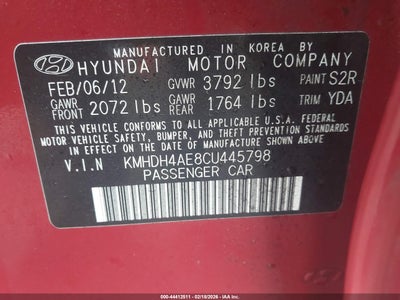 MANUFACTURED IN KOREA BY
HYUNDAI MOTOR COMPANY
FEB/06/12 GVWR 3792 lbs PAINT S2R
GAWR FRONT 2072 lbs GAWR REAR 1764 lbs TRIM YDA
THIS VEHICLE CONFORMS TO ALL APPLICABLE U.S.A. FEDERAL
MOTOR VEHICLE SAFETY, BUMPER, AND THEFT PREVENTION
STANDARDS IN EFFECT ON THE DATE OF MANUFACTURE SHOWN ABOVE.
V.I.N KMHDH4AE8CU445798
PASSENGER CAR
000-44412511 - 02/18/2026 - IAA